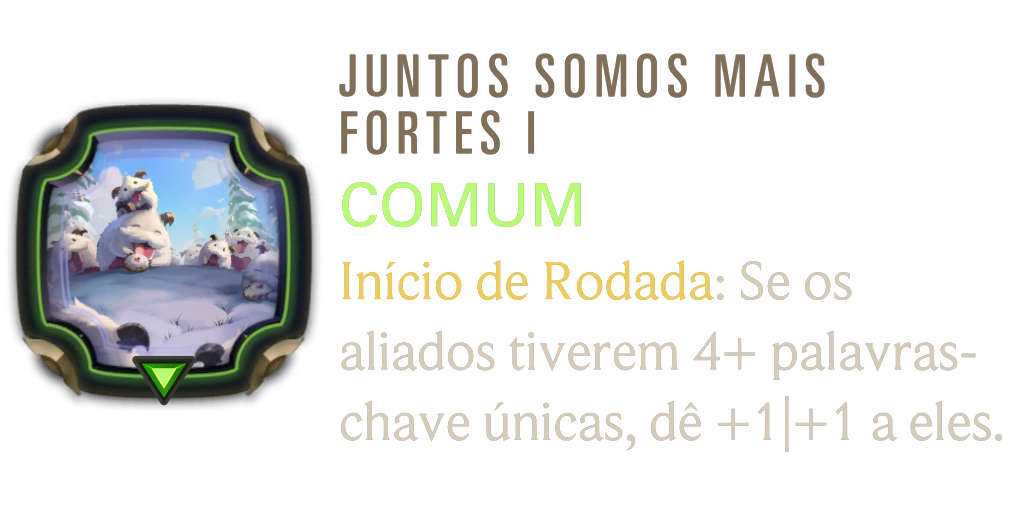 JUNTOS SOMOS MAIS
FORTES I
COMUM
Início de Rodada: Se os
aliados tiverem 4+ palavras-
chave únicas, dê +1|+1 a eles.